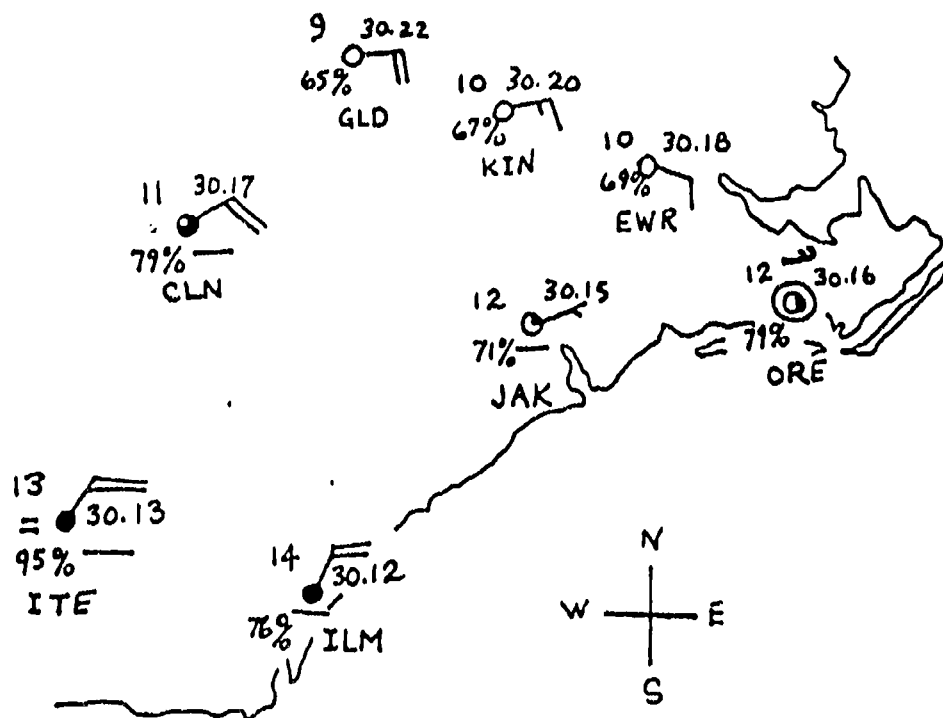 9 30.22
65%
GLD
10 30.20
67%
KIN
10 30.18
69%
EWR
11 30.17
79%
CLN
12 30.16
79%
ORE
12 30.15
71%
JAK
13
30.13
95%
ITE
14
30.12
76%
ILM
N
W E
S